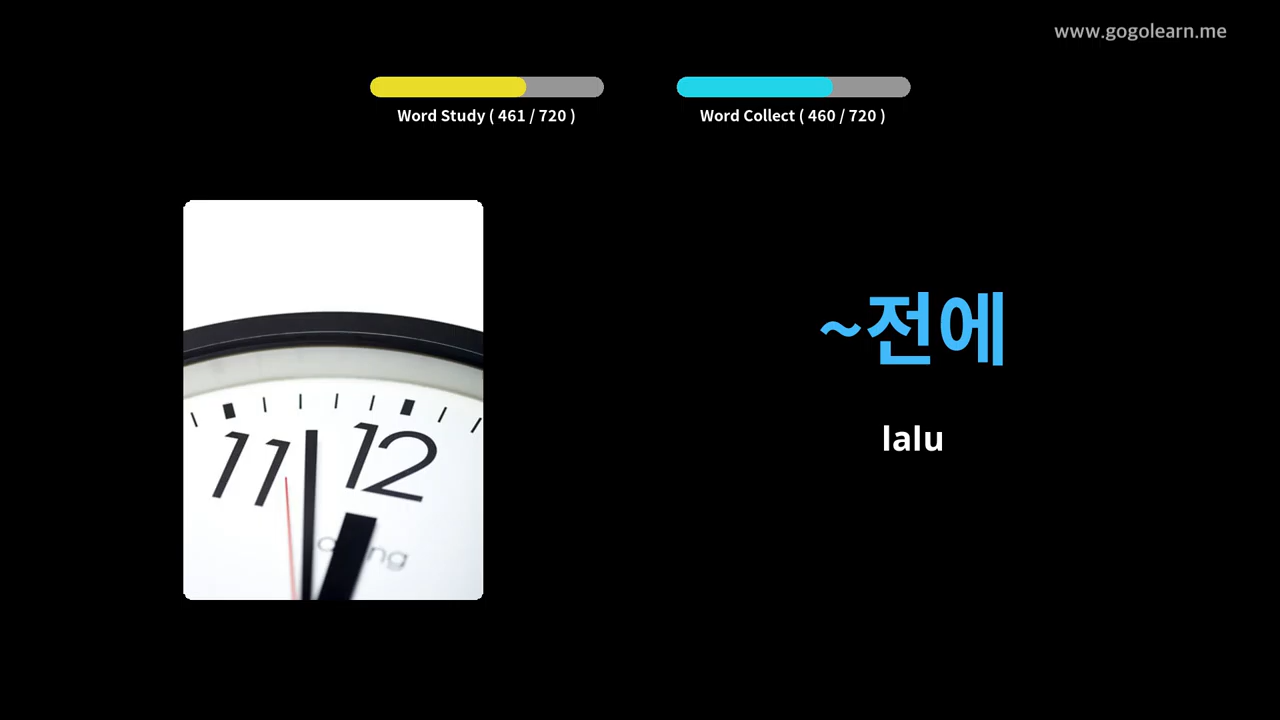 www.gogolearn.me
Word Study ( 461 / 720 )
Word Collect ( 460 / 720 )
11
12
~전에
lalu